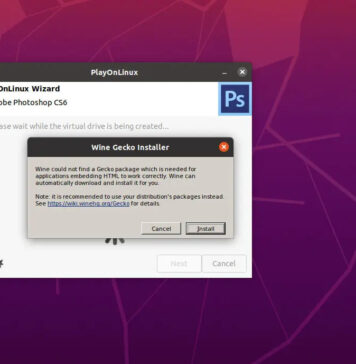 PlayOnLinux
OnLinux Wizard
obe Photoshop CS6
Ps
ase wait while the virtual drive is being created...
Wine Gecko Installer
Wine could not find a Gecko package which is needed for
applications embedding HTML to work correctly. Wine can
automatically download and install it for you.
Note: it is recommended to use your distribution's packages instead.
See https://wiki.winehq.org/Gecko for details.
Cancel Install
Next Cancel